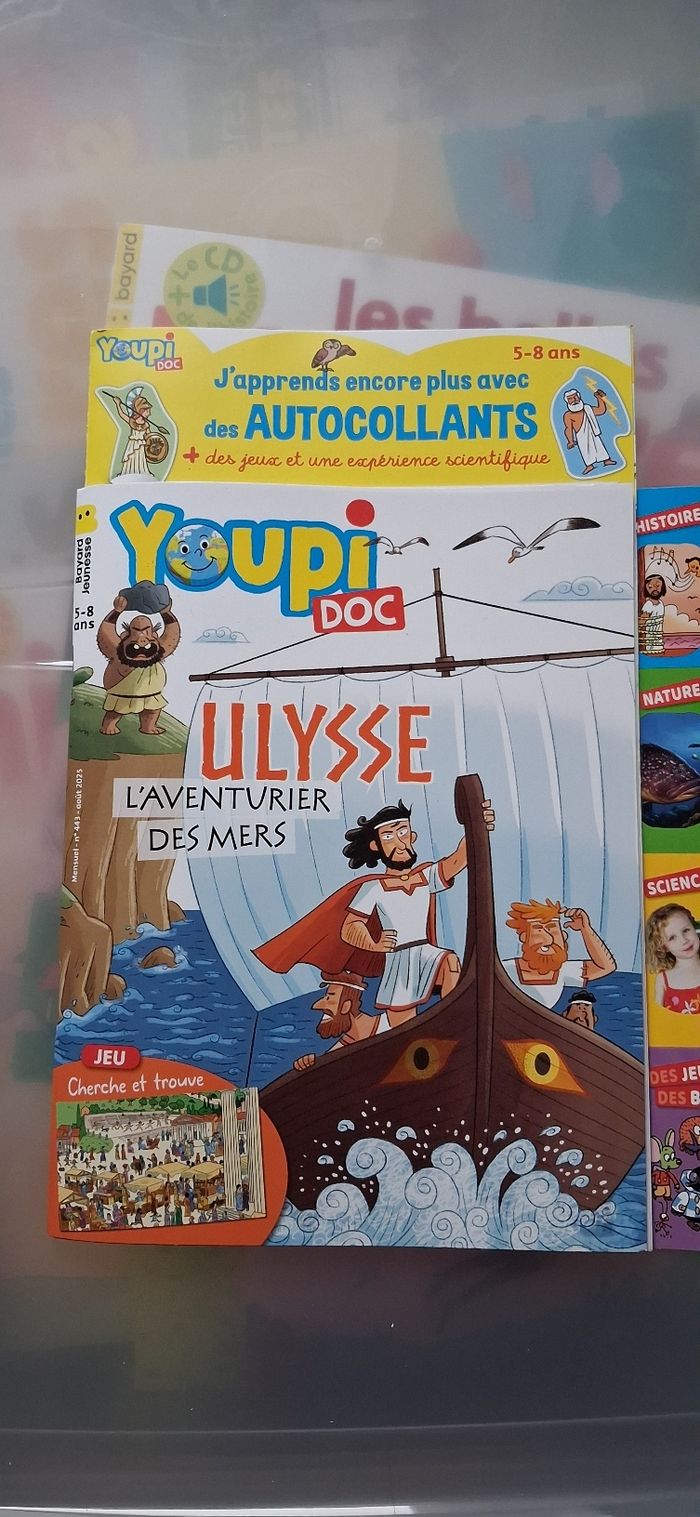 bayard
+ Le CD
les belles
Youpi
DOC
5-8 ans
J'apprends encore plus avec
des AUTOCOLLANTS
+ des jeux et une expérience scientifique
Bayard
Jeunesse
5-8
ans
Youpi
DOC
ULYSSE
L'AVENTURIER
DES MERS
Mensuel - n° 443 - août 2025
JEU
Cherche et trouve
HISTOIRE
NATURE
SCIENC
DES JE
DES B